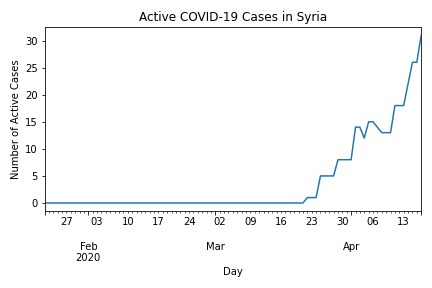 Active COVID-19 Cases in Syria
Number of Active Cases
30
25
20
15
10
5
0
27 03 10 17 24 02 09 16 23 30 06 13
Feb Mar Apr
2020
Day